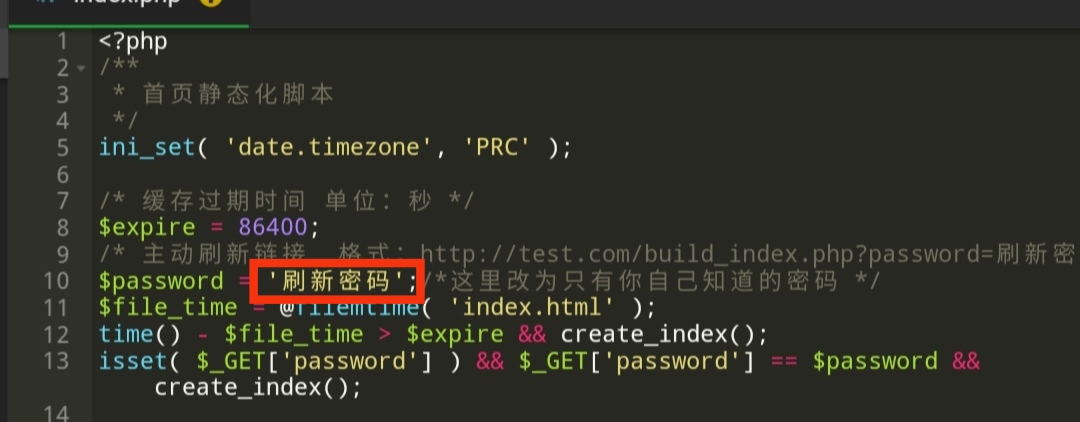 index.php
1 <?php
2 /**
3 * 首页静态化脚本
4 */
5 ini_set( 'date.timezone', 'PRC' );
6
7 /* 缓存过期时间 单位：秒 */
8 $expire = 86400;
9 /* 主动刷新链接 格式：http://test.com/build_index.php?password=刷新密
10 $password = '刷新密码'; /*这里改为只有你自己知道的密码 */
11 $file_time = @filemtime( 'index.html' );
12 time() - $file_time > $expire && create_index();
13 isset( $_GET['password'] ) && $_GET['password'] == $password &&
create_index();
14